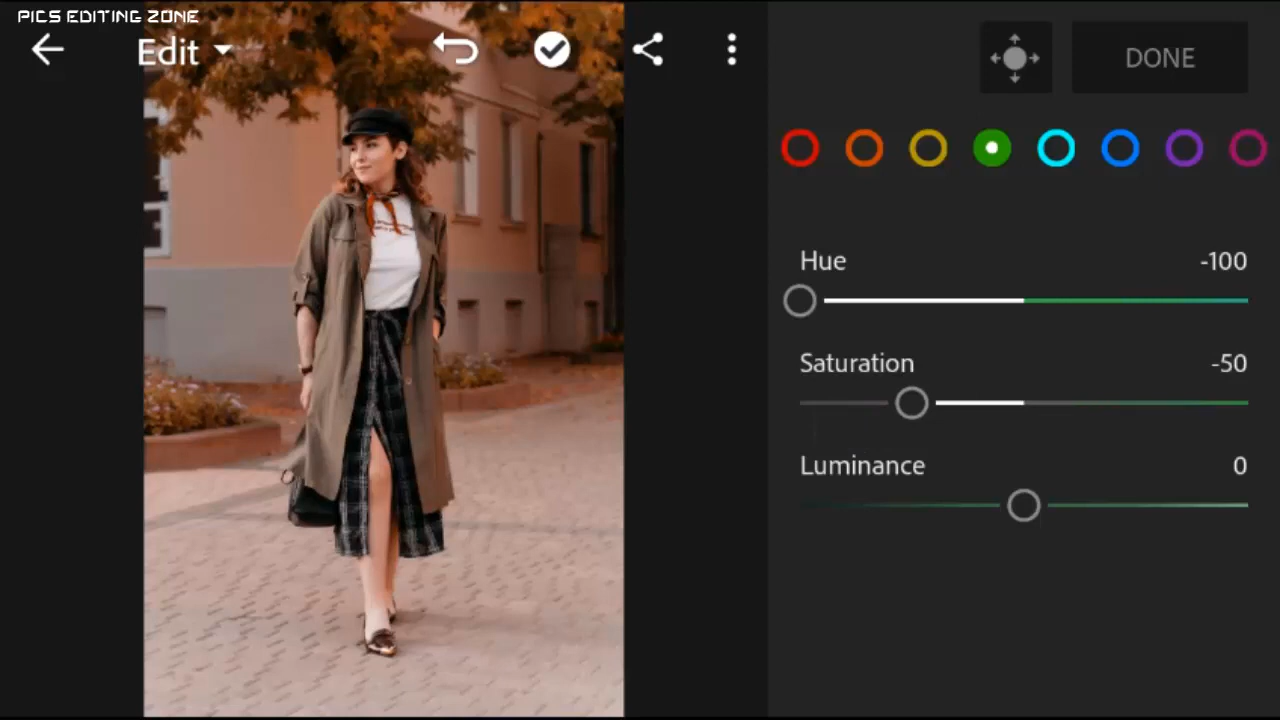 PICS EDITING ZONE
Edit
DONE
Hue -100
Saturation -50
Luminance 0